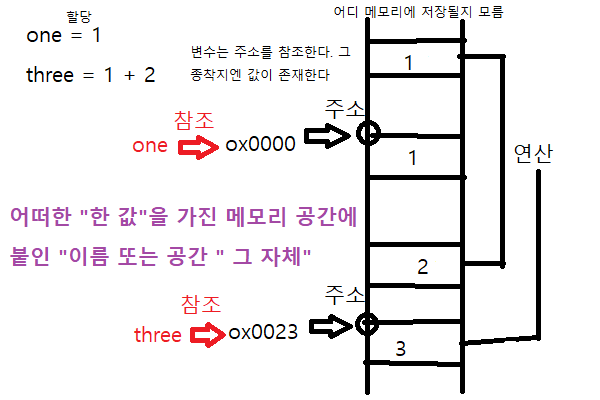 할당
one = 1
three = 1 + 2
변수는 주소를 참조한다. 그
종착지엔 값이 존재한다
어디 메모리에 저장될지 모름
1
주소
참조
one
ox0000
1
연산
어떠한 "한 값"을 가진 메모리 공간에
붙인 "이름 또는 공간 " 그 자체"
2
주소
참조
three
ox0023
3